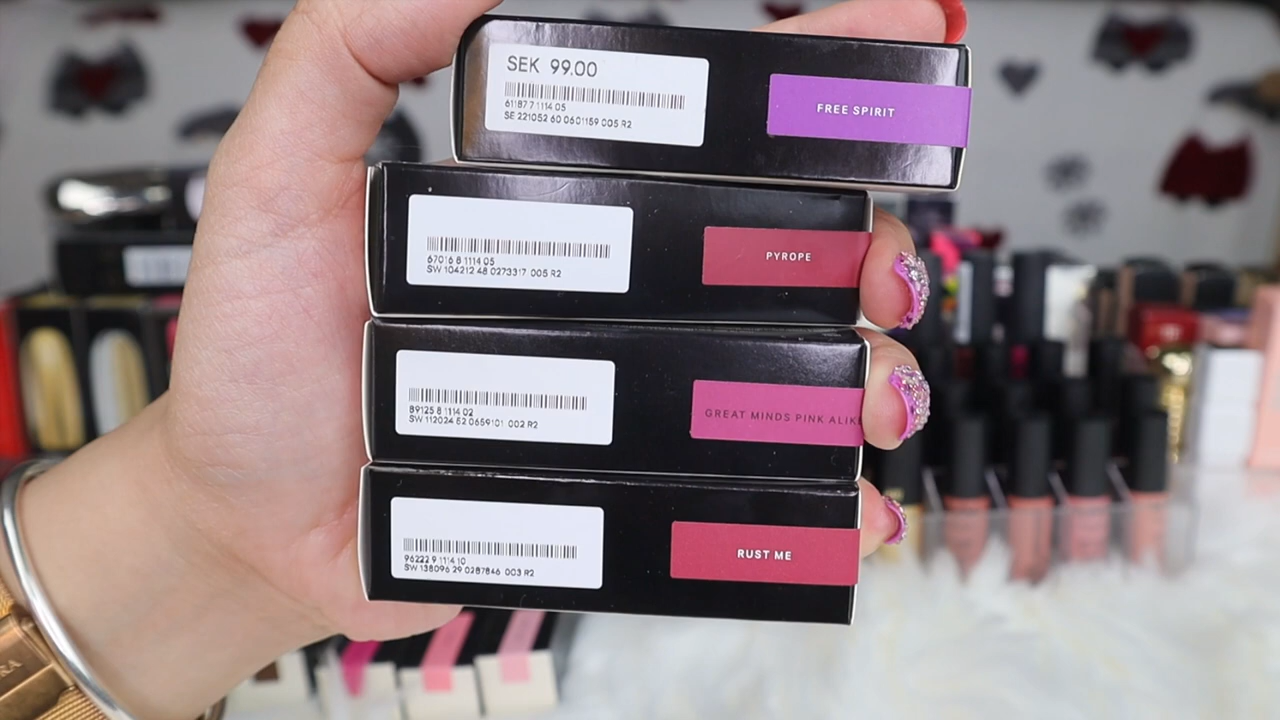 SEK 99.00
61187 7 1114 05
SE 221052 60 0601159 005 R2
FREE SPIRIT
67016 8 1114 05
SW 104212 48 0273317 005 R2
PYROPE
89125 8 1114 02
SW 112024 52 0659101 002 R2
GREAT MINDS PINK ALIK
96222 9 1114 10
SW 138096 29 0287846 003 R2
RUST ME